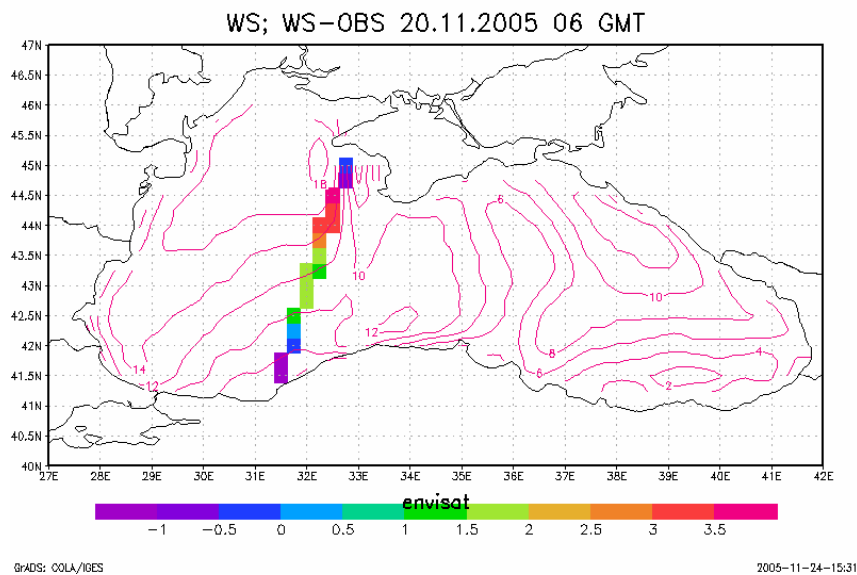 WS; WS-OBS 20.11.2005 06 GMT
47N
46.5N
46N
45.5N
45N
18
44.5N
6
44N
43.5N
10
43N
10
42.5N
12
42N
8
4
14
41.5N
12
6
2
41N
40.5N
40N
27E 28E 29E 30E 31E 32E 33E 34E 35E 36E 37E 38E 39E 40E 41E 42E
envisat
-1 -0.5 0 0.5 1 1.5 2 2.5 3 3.5
GrADS: COLA/IGES 2005-11-24-15:31